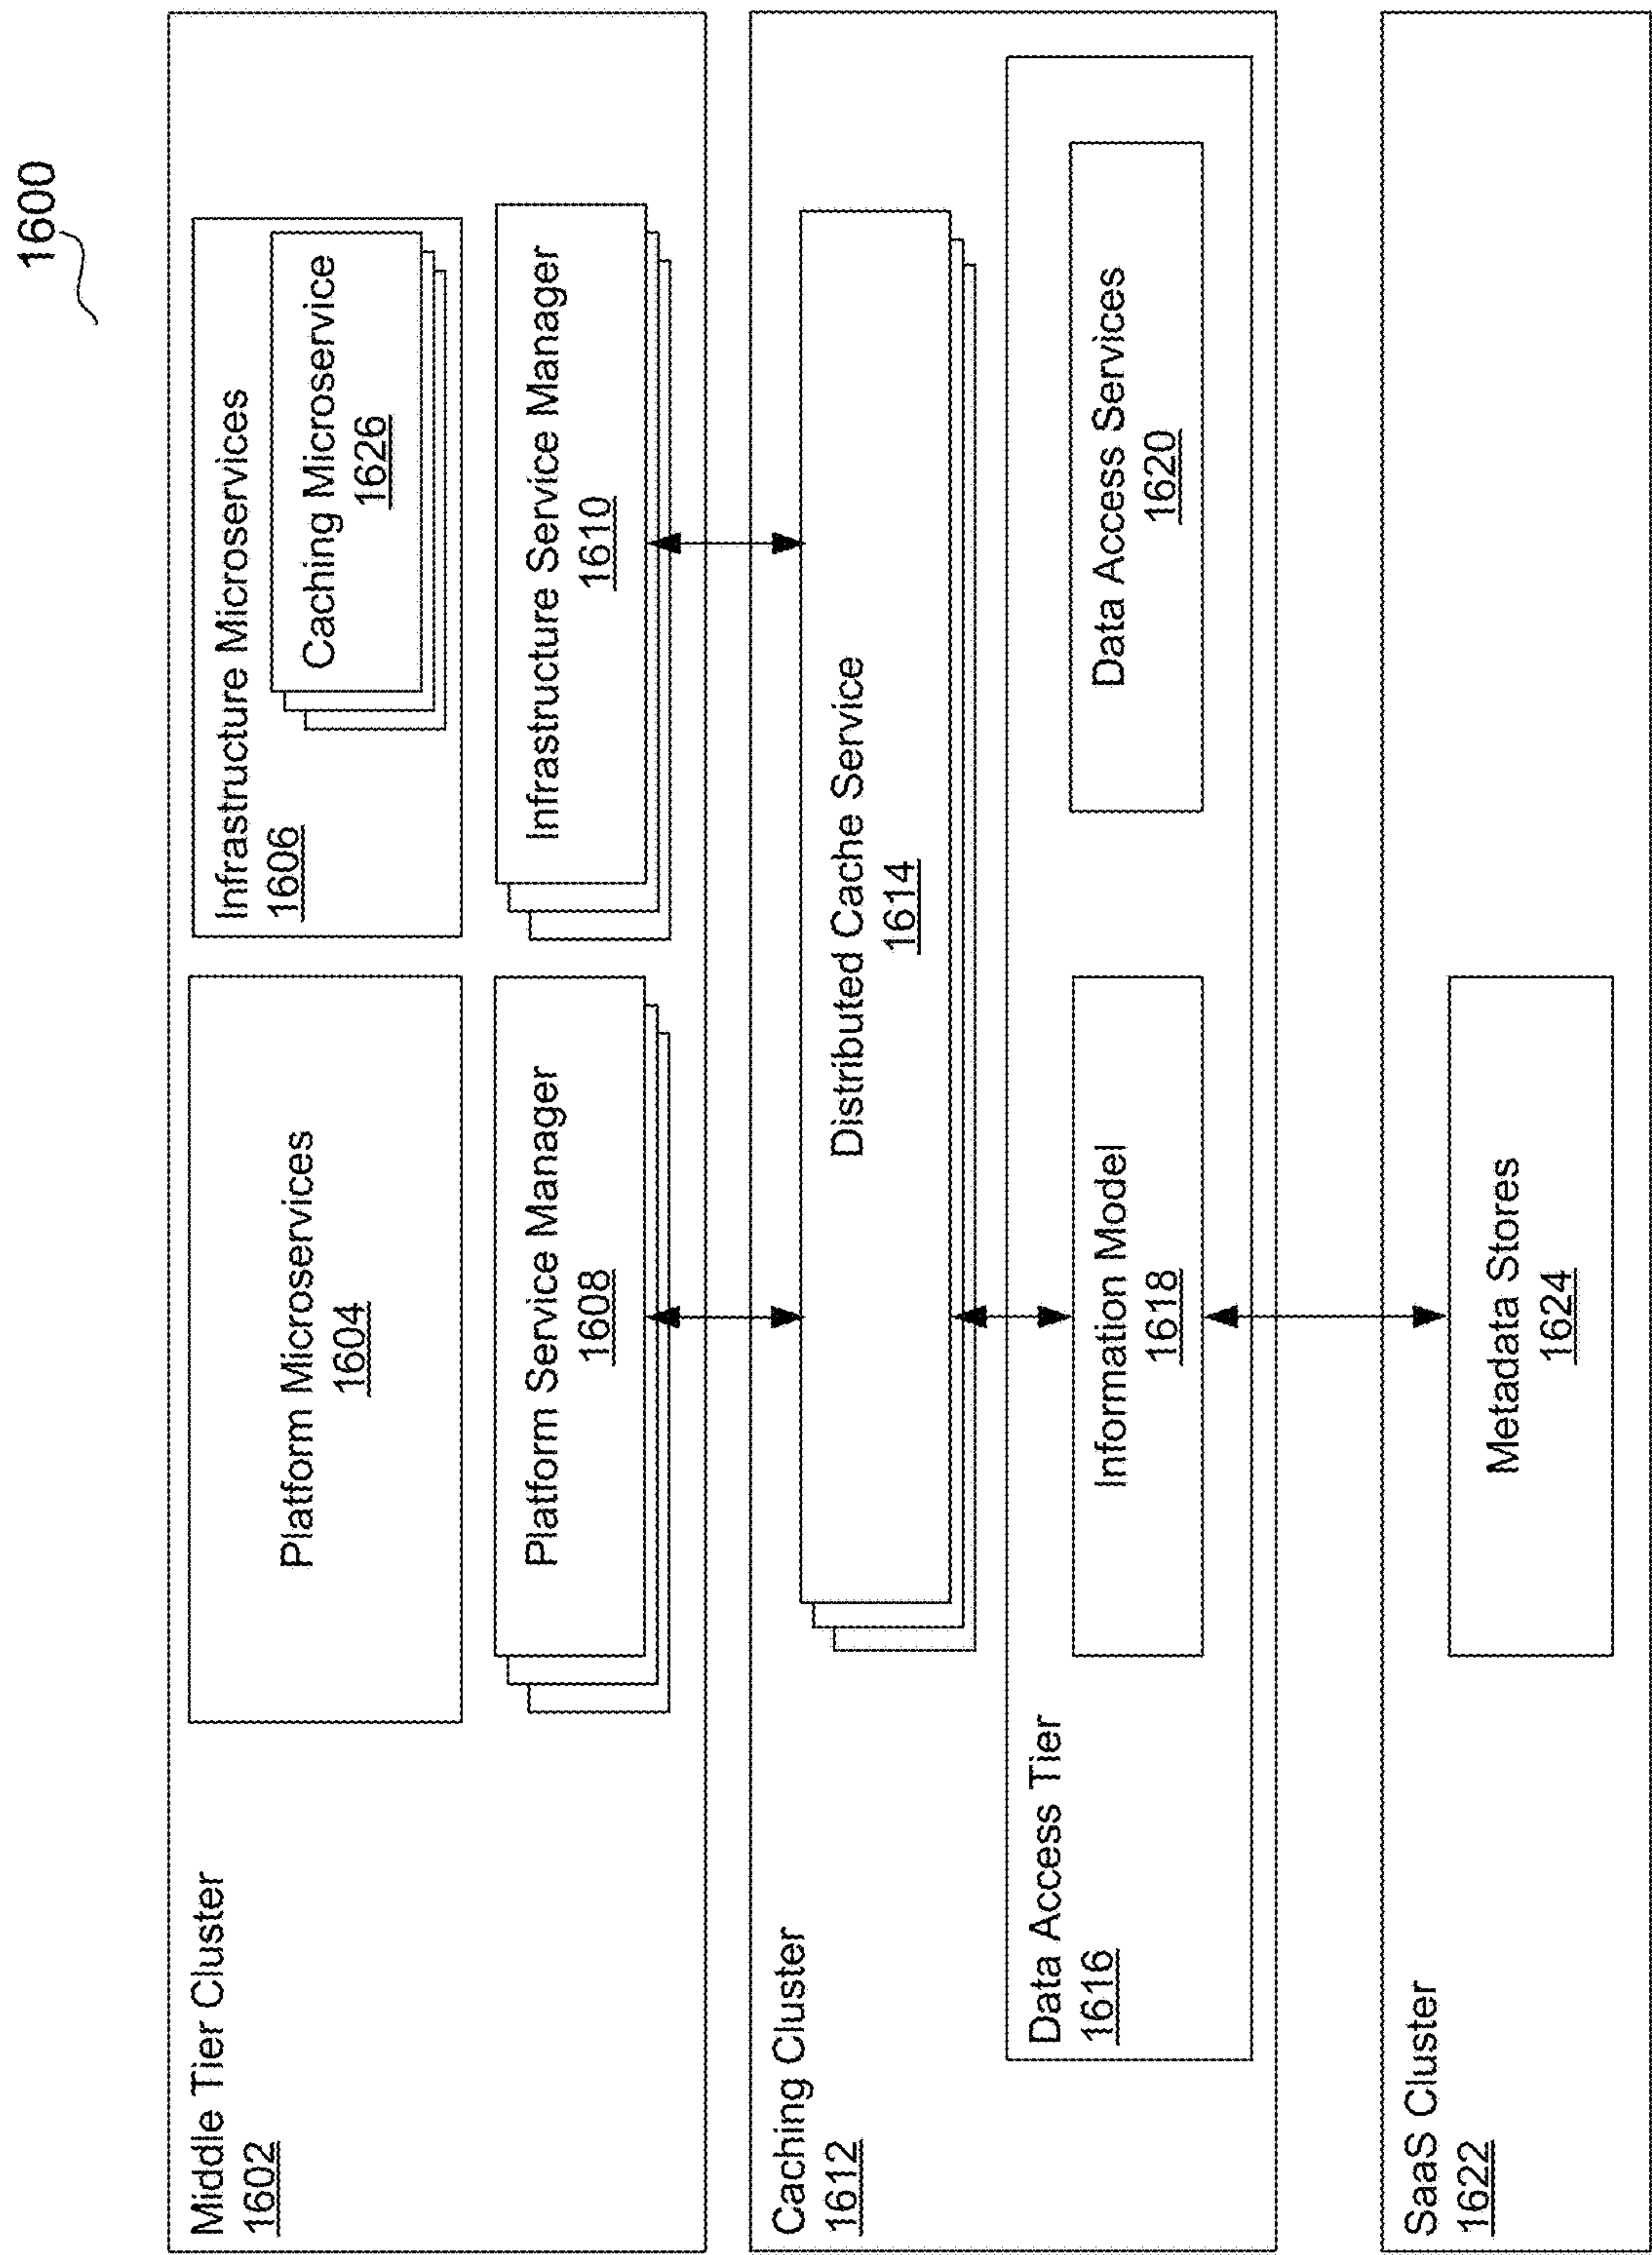 1600
Middle Tier Cluster
1602
Platform Microservices
1604
Infrastructure Microservices
1606
Caching Microservice
1626
Platform Service Manager
1608
Infrastructure Service Manager
1610
Caching Cluster
1612
Distributed Cache Service
1614
Data Access Tier
1616
Information Model
1618
Data Access Services
1620
SaaS Cluster
1622
Metadata Stores
1624